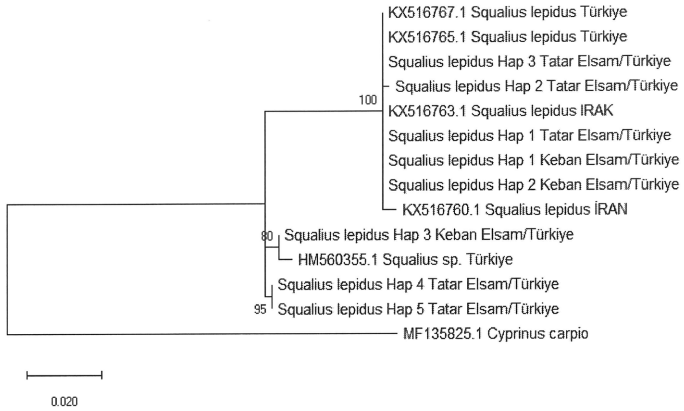 KX516767.1 Squalius lepidus Türkiye
KX516765.1 Squalius lepidus Türkiye
Squalius lepidus Hap 3 Tatar Elsam/Türkiye
Squalius lepidus Hap 2 Tatar Elsam/Türkiye
100
KX516763.1 Squalius lepidus IRAK
Squalius lepidus Hap 1 Tatar Elsam/Türkiye
Squalius lepidus Hap 1 Keban Elsam/Türkiye
Squalius lepidus Hap 2 Keban Elsam/Türkiye
KX516760.1 Squalius lepidus İRAN
80
Squalius lepidus Hap 3 Keban Elsam/Türkiye
HM560355.1 Squalius sp. Türkiye
Squalius lepidus Hap 4 Tatar Elsam/Türkiye
95
Squalius lepidus Hap 5 Tatar Elsam/Türkiye
MF135825.1 Cyprinus carpio
0.020